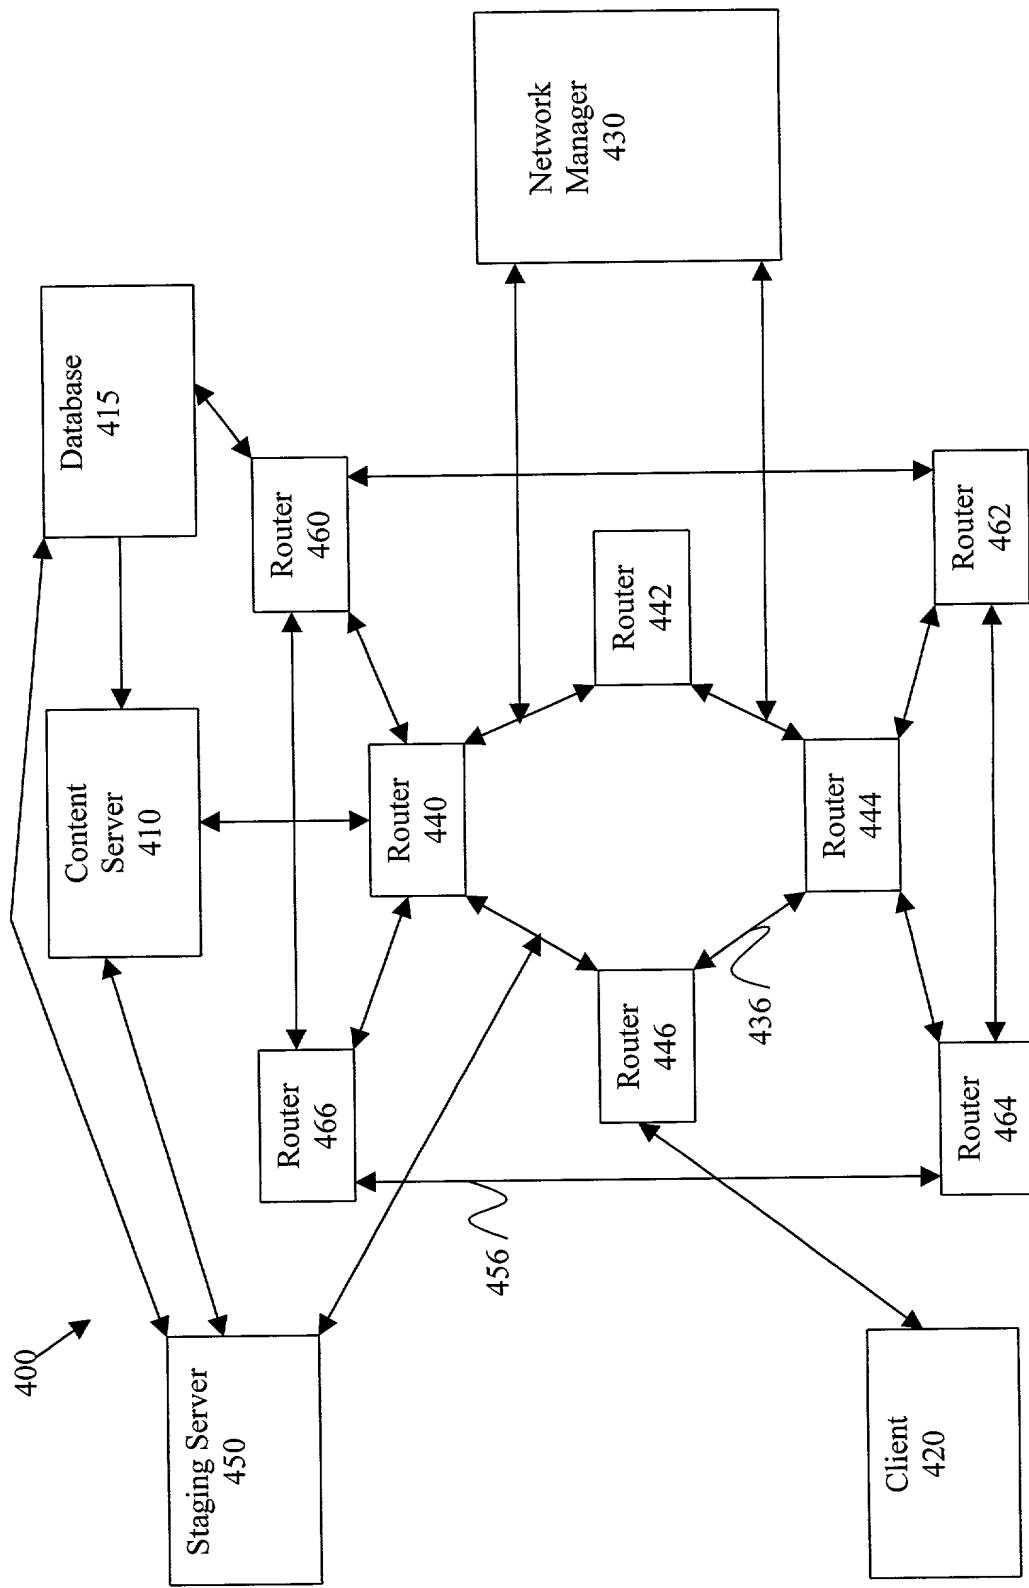 400
Staging Server
450
Content
Server
410
Database
415
Router
466
Router
460
456
Router
440
Router
446
Router
442
Network
Manager
430
436
Router
444
Client
420
Router
464
Router
462